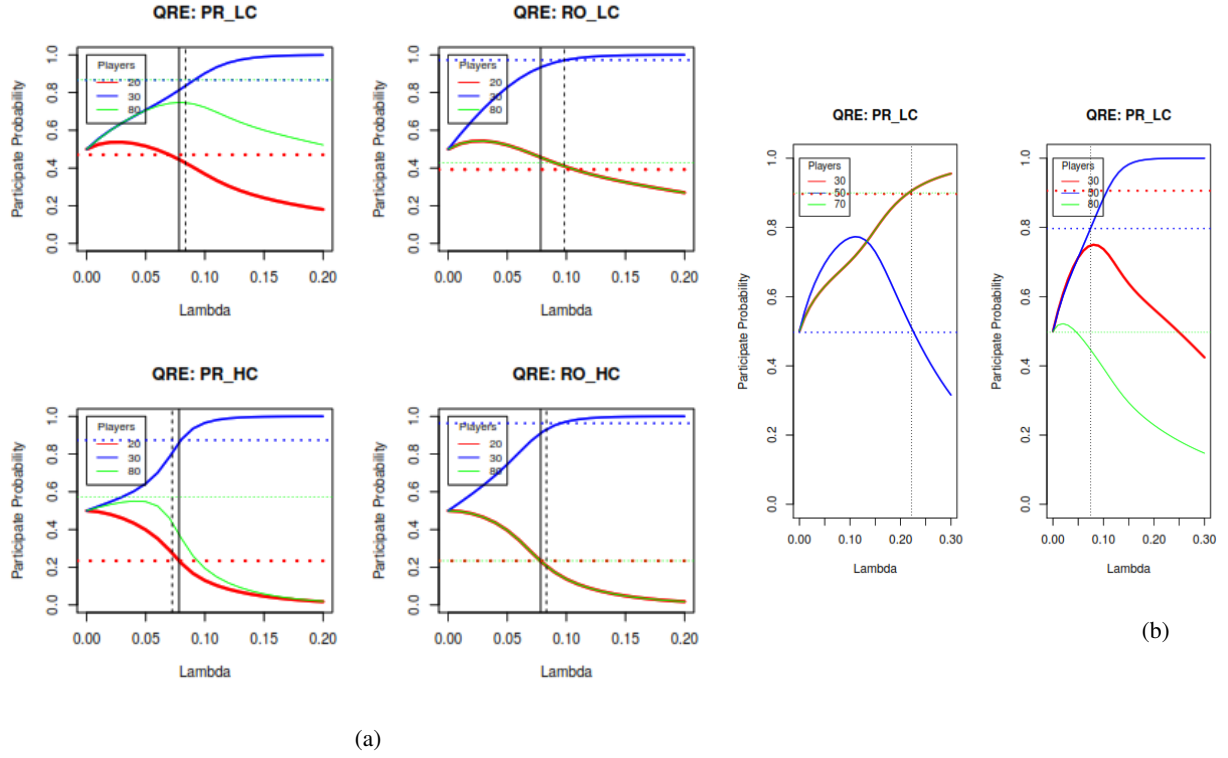 QRE: PR_LC
Participate Probability
0.0 0.2 0.4 0.6 0.8 1.0
Players
20
30
80
0.00 0.05 0.10 0.15 0.20
Lambda
QRE: RO_LC
Participate Probability
0.0 0.2 0.4 0.6 0.8 1.0
Players
20
30
80
0.00 0.05 0.10 0.15 0.20
Lambda
QRE: PR_HC
Participate Probability
0.0 0.2 0.4 0.6 0.8 1.0
Players
20
30
80
0.00 0.05 0.10 0.15 0.20
Lambda
QRE: RO_HC
Participate Probability
0.0 0.2 0.4 0.6 0.8 1.0
Players
20
30
80
0.00 0.05 0.10 0.15 0.20
Lambda
(a)
QRE: PR_LC
Participate Probability
0.0 0.2 0.4 0.6 0.8 1.0
Players
30
50
70
0.00 0.10 0.20 0.30
Lambda
QRE: PR_LC
Participate Probability
0.0 0.2 0.4 0.6 0.8 1.0
Players
30
80
0.00 0.10 0.20 0.30
Lambda
(b)